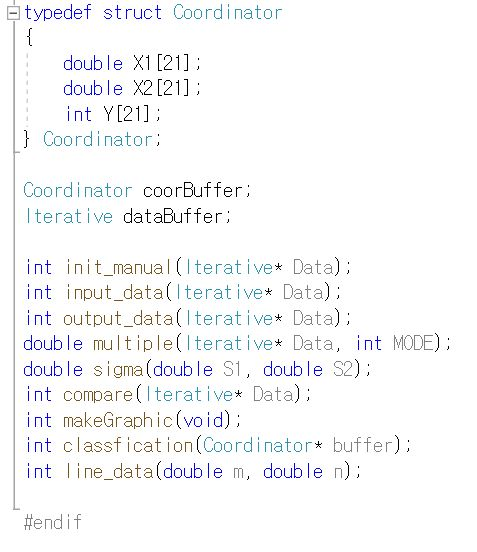 typedef struct Coordinator
{
    double X1[21];
    double X2[21];
    int Y[21];
} Coordinator;

Coordinator coorBuffer;
Iterative dataBuffer;

int init_manual(Iterative* Data);
int input_data(Iterative* Data);
int output_data(Iterative* Data);
double multiple(Iterative* Data, int MODE);
double sigma(double S1, double S2);
int compare(Iterative* Data);
int makeGraphic(void);
int classfication(Coordinator* buffer);
int line_data(double m, double n);

#endif